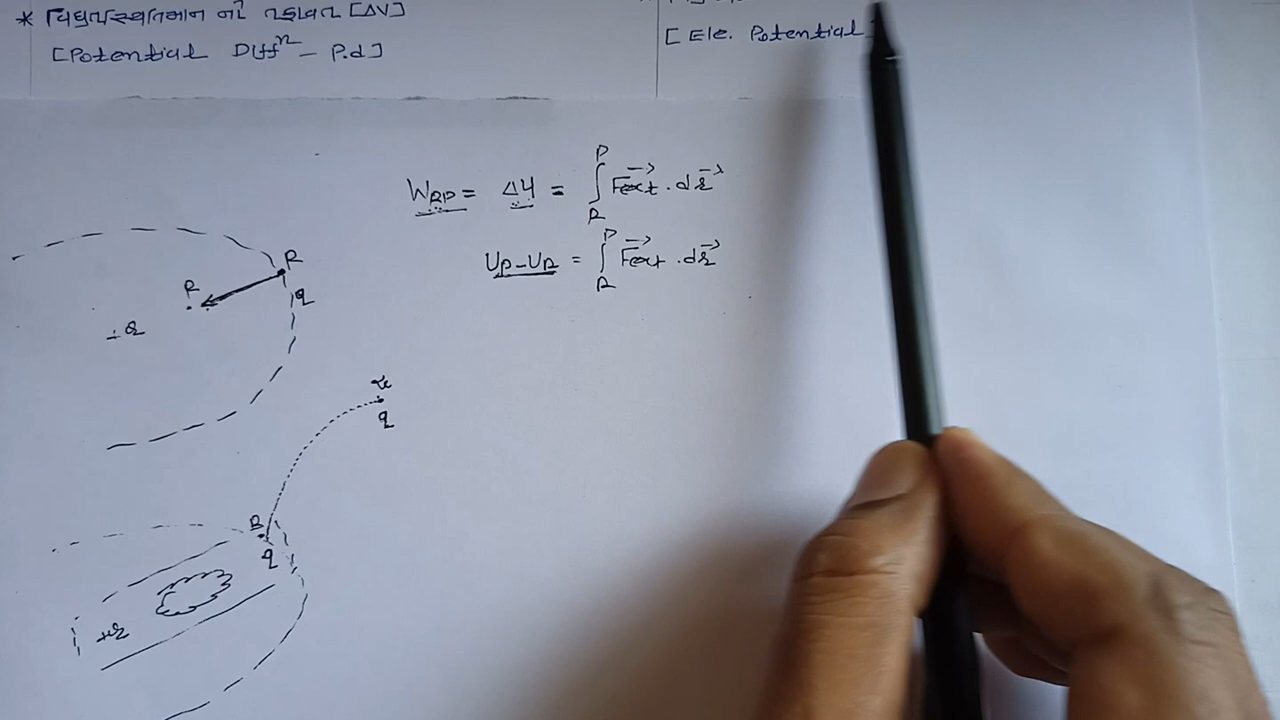 * વિદ્યુતસ્થિતિમાન નો તફાવત [ΔV]
[Potential Diffⁿ – P.d]
[Ele. Potential]
W_RP = ΔU = ∫_R^P F⃗ext . dr⃗
U_P – U_R = ∫_R^P F⃗ext . dr⃗
R
P
q
+Q
q
R
q